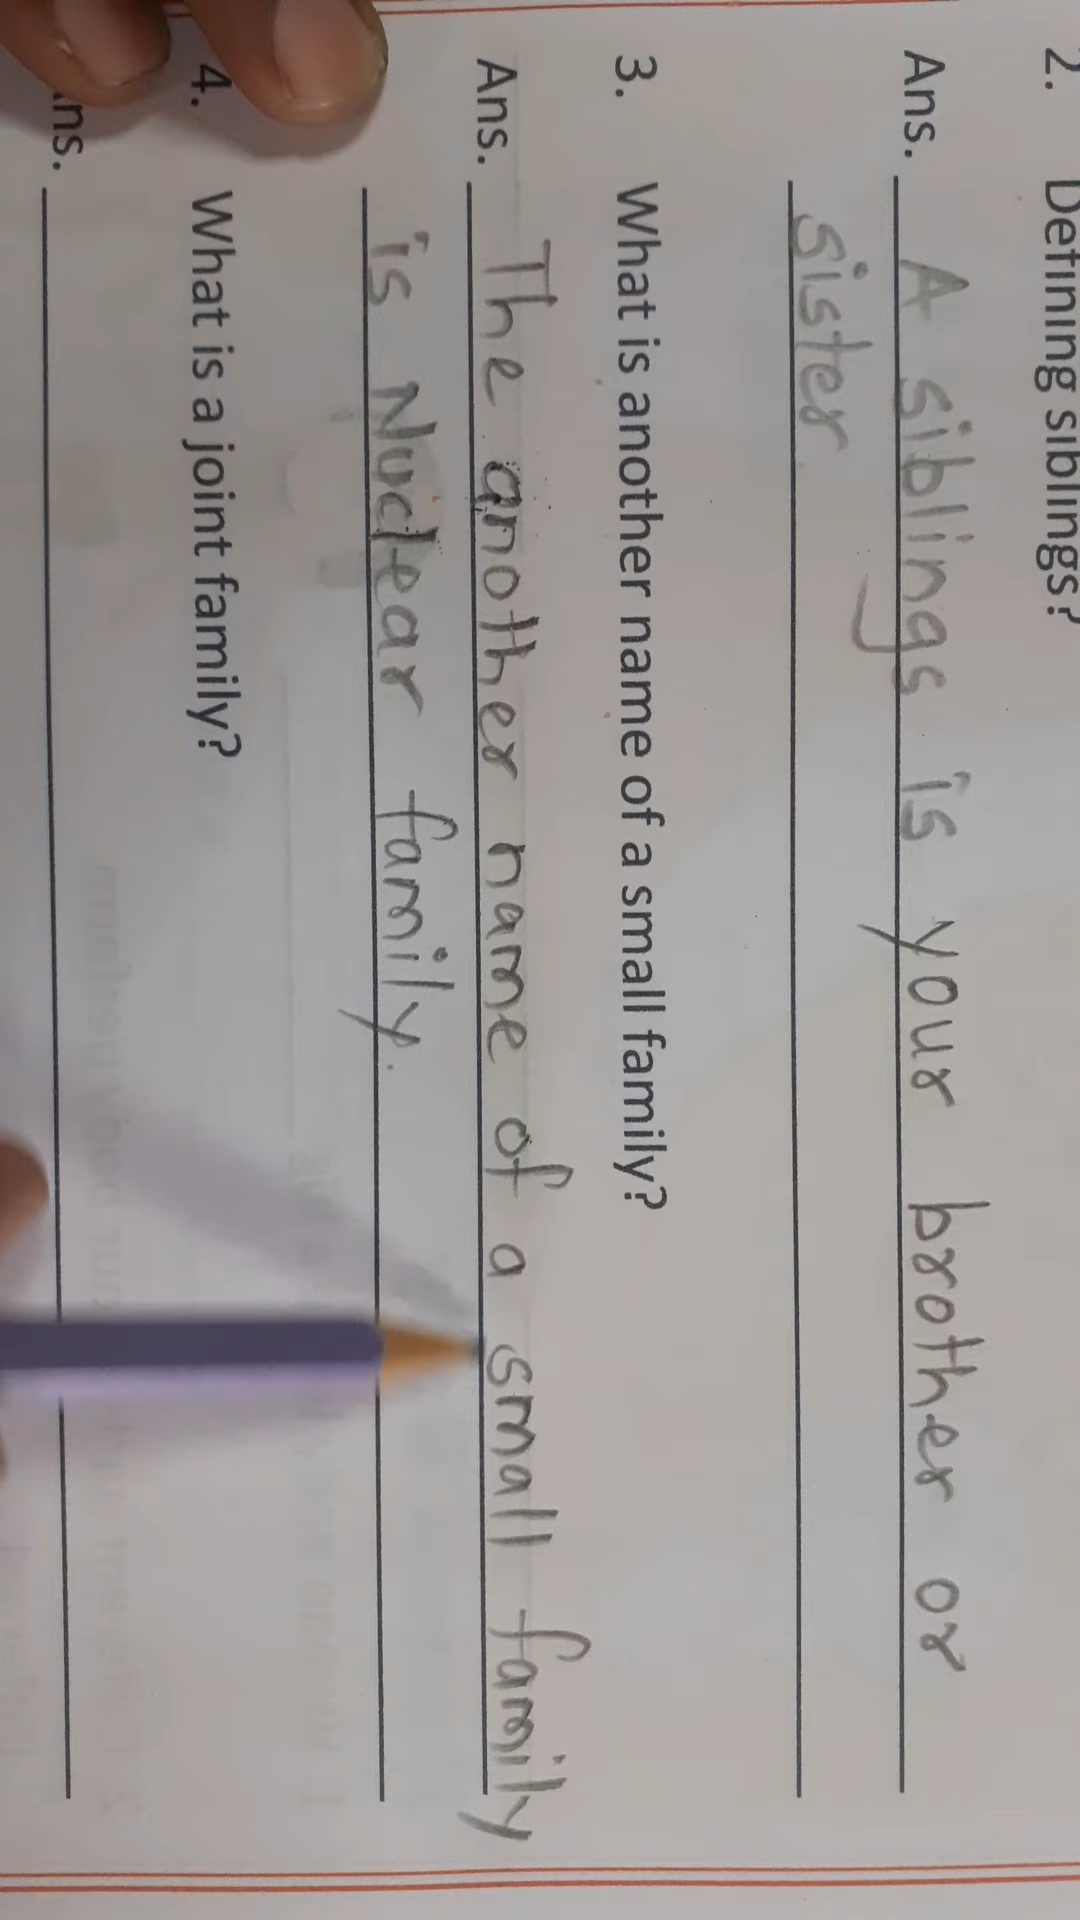 2. Defining siblings?
Ans. A siblings is your brother or
sister
3. What is another name of a small family?
Ans. The another name of a small family
is Nuclear family.
4. What is a joint family?
Ans.